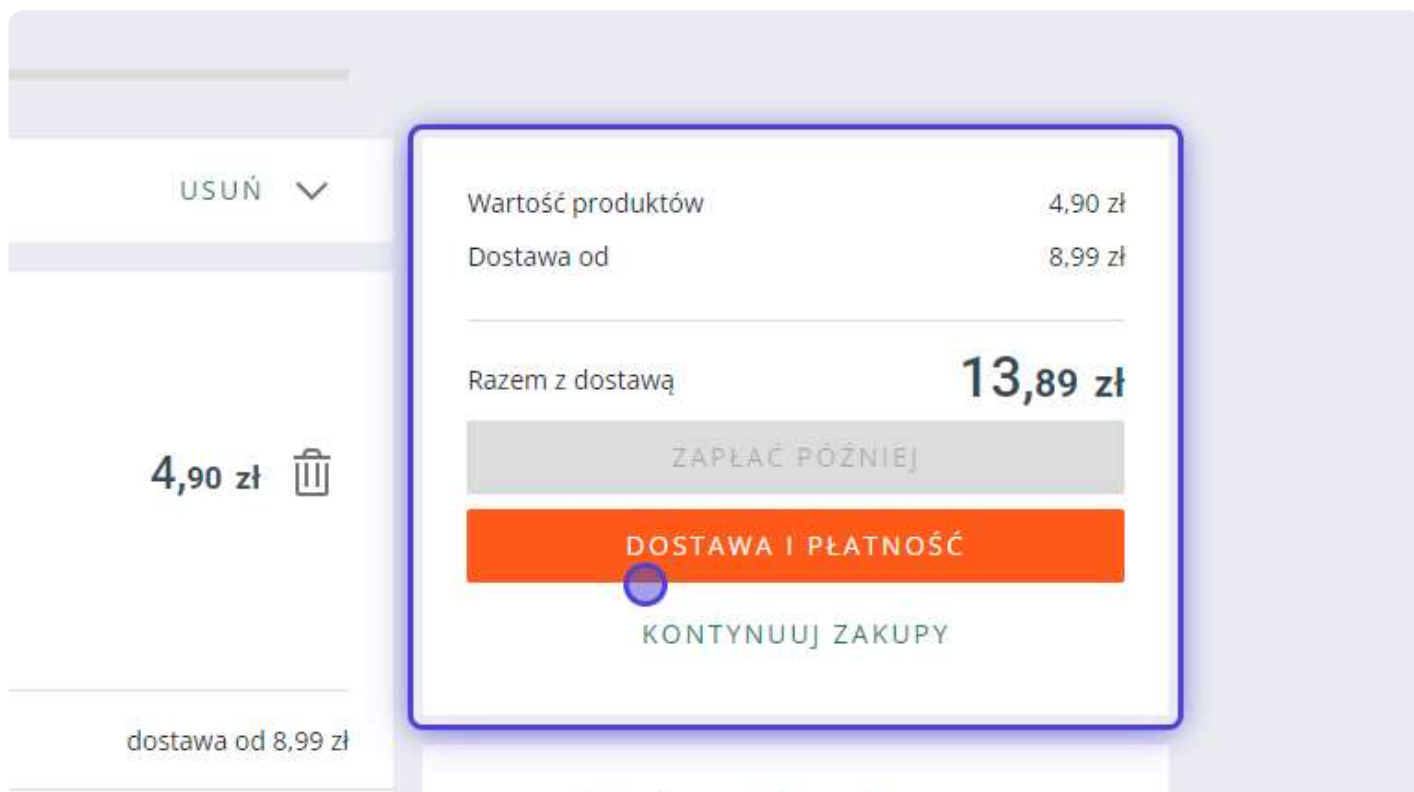 USUŃ
Wartość produktów 4,90 zł
Dostawa od 8,99 zł
Razem z dostawą 13,89 zł
ZAPŁAĆ PÓŹNIEJ
4,90 zł
DOSTAWA I PŁATNOŚĆ
KONTYNUUJ ZAKUPY
dostawa od 8,99 zł